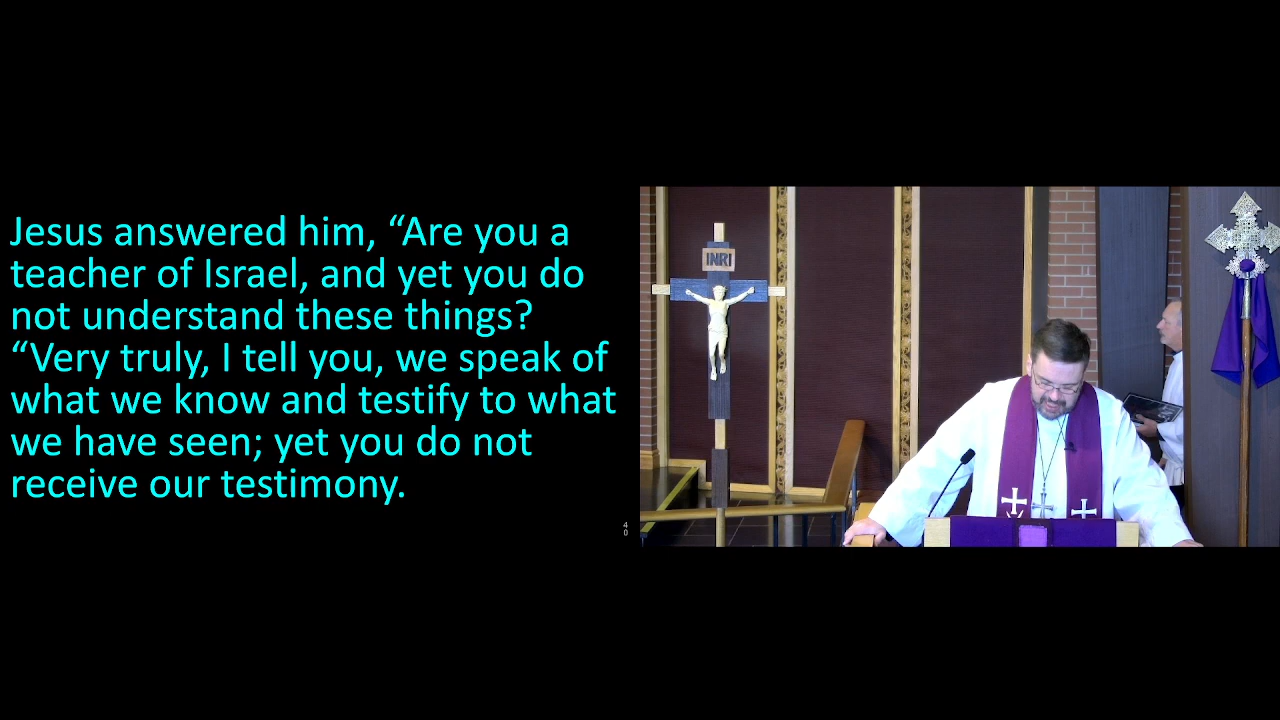 Jesus answered him, “Are you a
teacher of Israel, and yet you do
not understand these things?
“Very truly, I tell you, we speak of
what we know and testify to what
we have seen; yet you do not
receive our testimony.
4
0
INRI